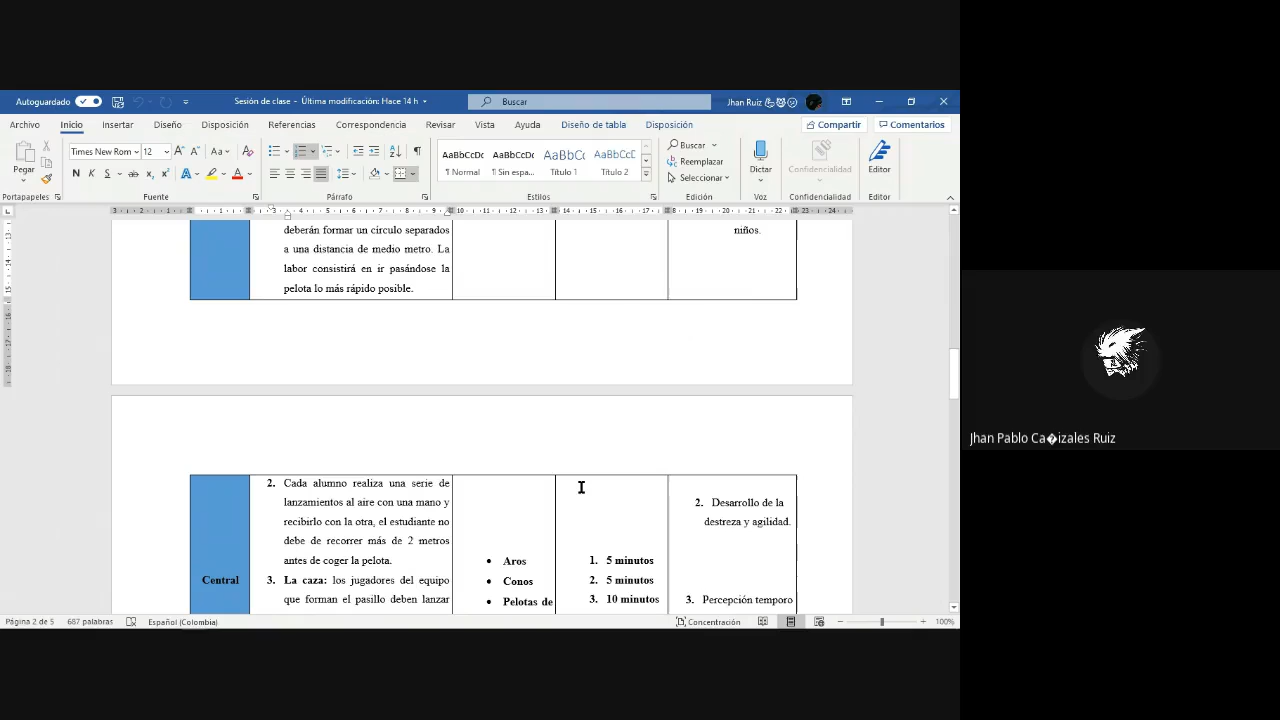 Autoguardado
Sesión de clase - Última modificación: Hace 14 h
Buscar
Jhan Ruiz
Archivo Inicio Insertar Diseño Disposición Referencias Correspondencia Revisar Vista Ayuda Diseño de tabla Disposición
Compartir Comentarios
Pegar
Times New Rom 12
Aa
N K S ab x₂ x² A A
AaBbCcDc AaBbCcDc AaBbCc AaBbCcE
¶ Normal ¶ Sin espa... Título 1 Título 2
Buscar
Reemplazar
Seleccionar
Dictar
Confidencialidad
Editor
Portapapeles Fuente Párrafo Estilos Edición Voz Confidencialidad Editor
deberán formar un círculo separados
a una distancia de medio metro. La
labor consistirá en ir pasándose la
pelota lo más rápido posible.
niños.
Central
2. Cada alumno realiza una serie de
lanzamientos al aire con una mano y
recibirlo con la otra, el estudiante no
debe de recorrer más de 2 metros
antes de coger la pelota.
3. La caza: los jugadores del equipo
que forman el pasillo deben lanzar
• Aros
• Conos
• Pelotas de
1. 5 minutos
2. 5 minutos
3. 10 minutos
2. Desarrollo de la
destreza y agilidad.
3. Percepción temporo
Página 2 de 5 687 palabras Español (Colombia) Concentración 100%
Jhan Pablo Ca�izales Ruiz